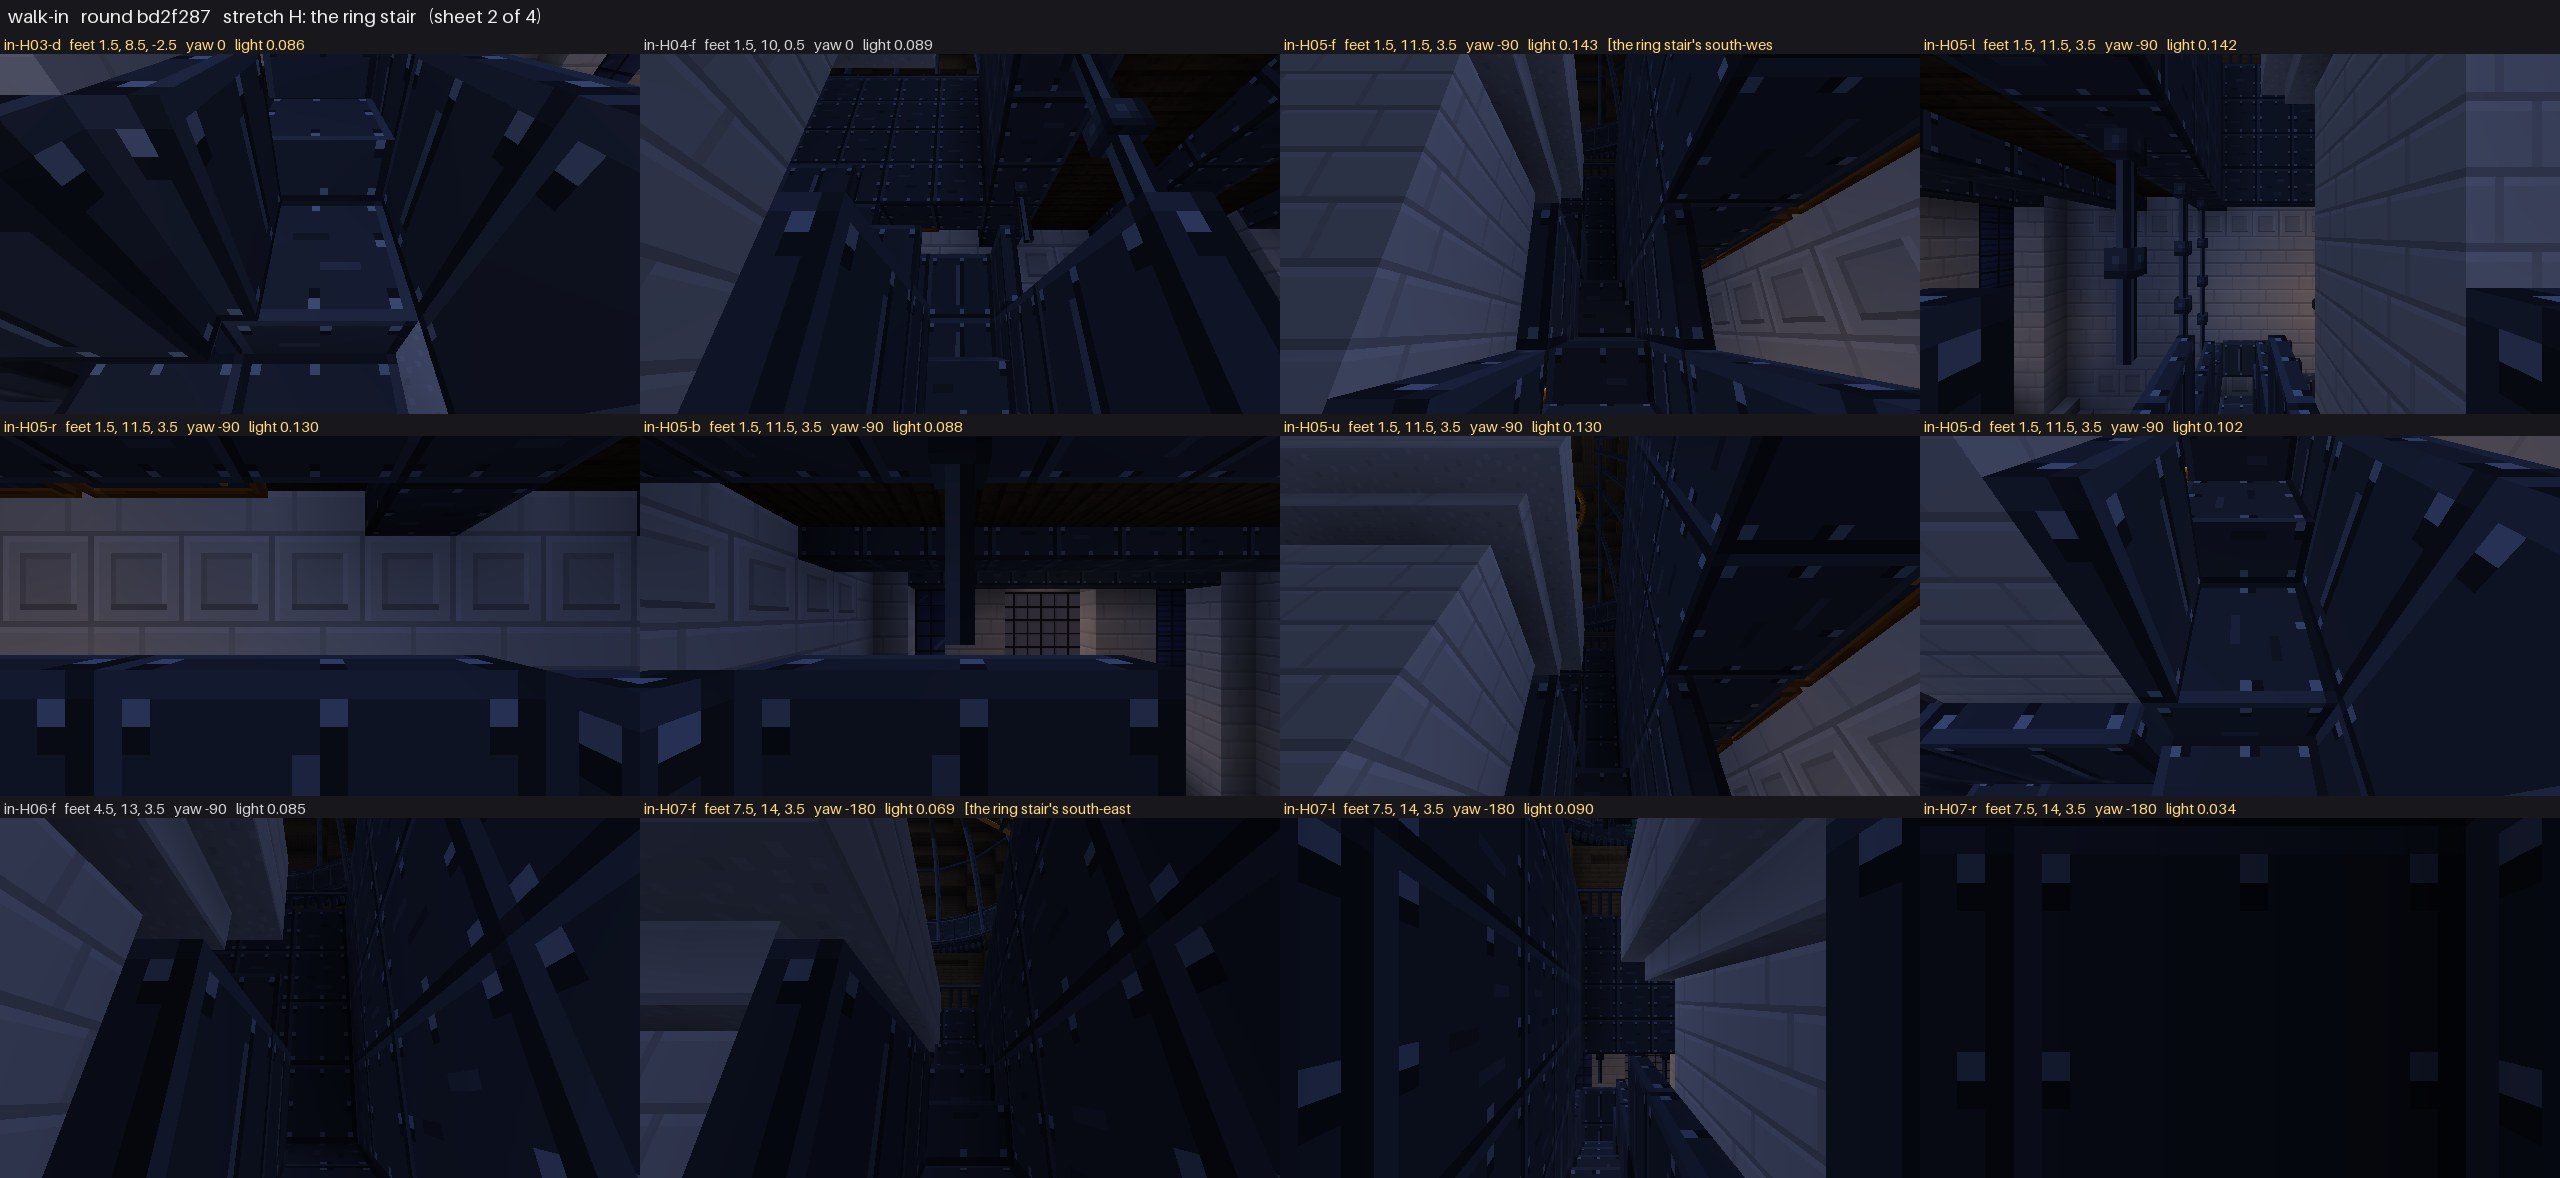 walk-in round bd2f287 stretch H: the ring stair (sheet 2 of 4)
in-H03-d feet 1.5, 8.5, -2.5 yaw 0 light 0.086
in-H04-f feet 1.5, 10, 0.5 yaw 0 light 0.089
in-H05-f feet 1.5, 11.5, 3.5 yaw -90 light 0.143 [the ring stair's south-wes
in-H05-l feet 1.5, 11.5, 3.5 yaw -90 light 0.142
in-H05-r feet 1.5, 11.5, 3.5 yaw -90 light 0.130
in-H05-b feet 1.5, 11.5, 3.5 yaw -90 light 0.088
in-H05-u feet 1.5, 11.5, 3.5 yaw -90 light 0.130
in-H05-d feet 1.5, 11.5, 3.5 yaw -90 light 0.102
in-H06-f feet 4.5, 13, 3.5 yaw -90 light 0.085
in-H07-f feet 7.5, 14, 3.5 yaw -180 light 0.069 [the ring stair's south-east
in-H07-l feet 7.5, 14, 3.5 yaw -180 light 0.090
in-H07-r feet 7.5, 14, 3.5 yaw -180 light 0.034